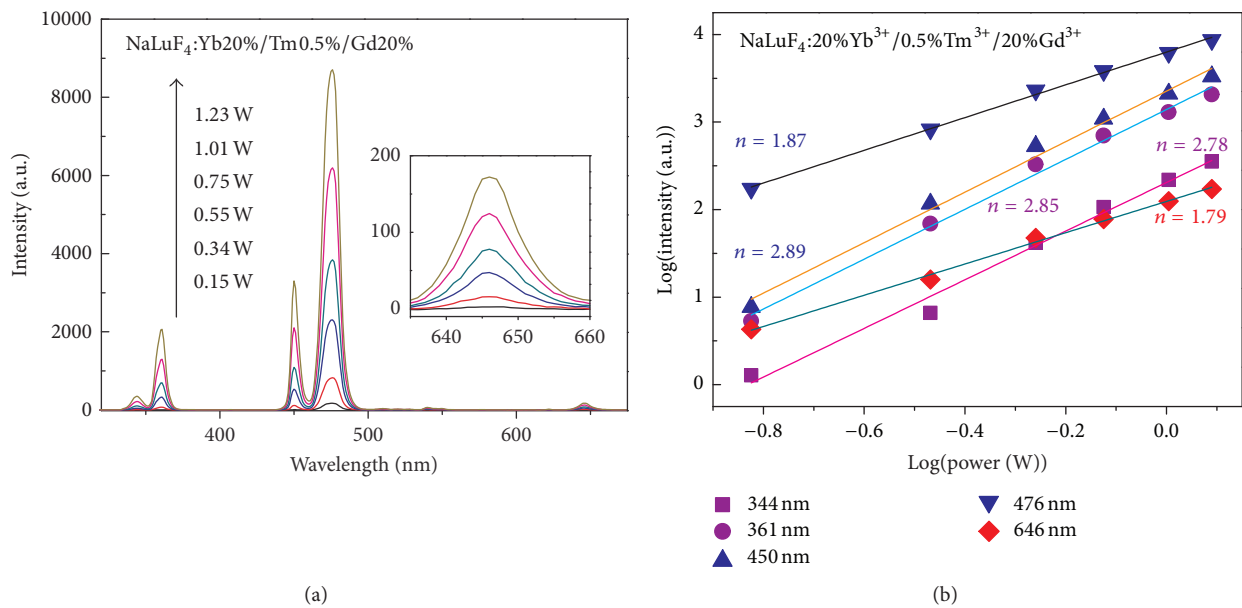 10000
8000
6000
4000
2000
0
Intensity (a.u.)
NaLuF₄:Yb20%/Tm0.5%/Gd20%
1.23 W
1.01 W
0.75 W
0.55 W
0.34 W
0.15 W
200
100
0
640 650 660
400 500 600
Wavelength (nm)
(a)
4
3
2
1
0
Log(intensity (a.u.))
NaLuF₄:20%Yb³⁺/0.5%Tm³⁺/20%Gd³⁺
n = 1.87
n = 2.78
n = 2.85
n = 1.79
n = 2.89
−0.8 −0.6 −0.4 −0.2 0.0
Log(power (W))
344 nm
361 nm
450 nm
476 nm
646 nm
(b)